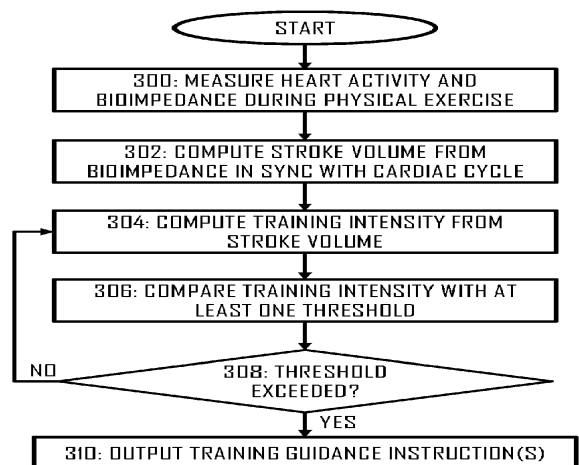 START
300: MEASURE HEART ACTIVITY AND
BIOIMPEDANCE DURING PHYSICAL EXERCISE
302: COMPUTE STROKE VOLUME FROM
BIOIMPEDANCE IN SYNC WITH CARDIAC CYCLE
304: COMPUTE TRAINING INTENSITY FROM
STROKE VOLUME
306: COMPARE TRAINING INTENSITY WITH AT
LEAST ONE THRESHOLD
308: THRESHOLD
EXCEEDED?
NO
YES
310: OUTPUT TRAINING GUIDANCE INSTRUCTION(S)